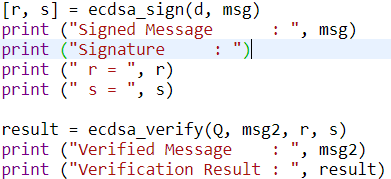 [r, s] = ecdsa_sign(d, msg)
print ("Signed Message      : ", msg)
print ("Signature     : ")
print (" r = ", r)
print (" s = ", s)
result = ecdsa_verify(Q, msg2, r, s)
print ("Verified Message    : ", msg2)
print ("Verification Result : ", result)